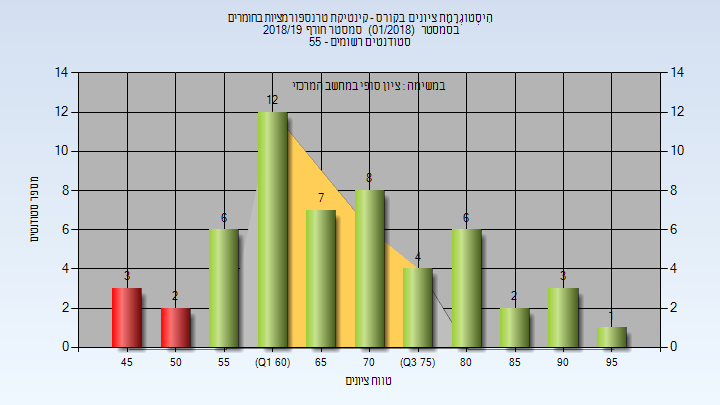 היסטוגרמת ציונים בקורס - קינטיקת טרנספורמציות בחומרים
בסמסטר (01/2018) סמסטר חורף 2018/19
סטודנטים רשומים - 55
במשימה : ציון סופי במחשב המרכזי
14 14
12 12
10 10
8 8
6 6
4 4
2 2
0 0
3 2 6 12 7 8 4 6 2 3 1
מספר סטודנטים
45 50 55 (Q1 60) 65 70 (Q3 75) 80 85 90 95
טווח ציונים